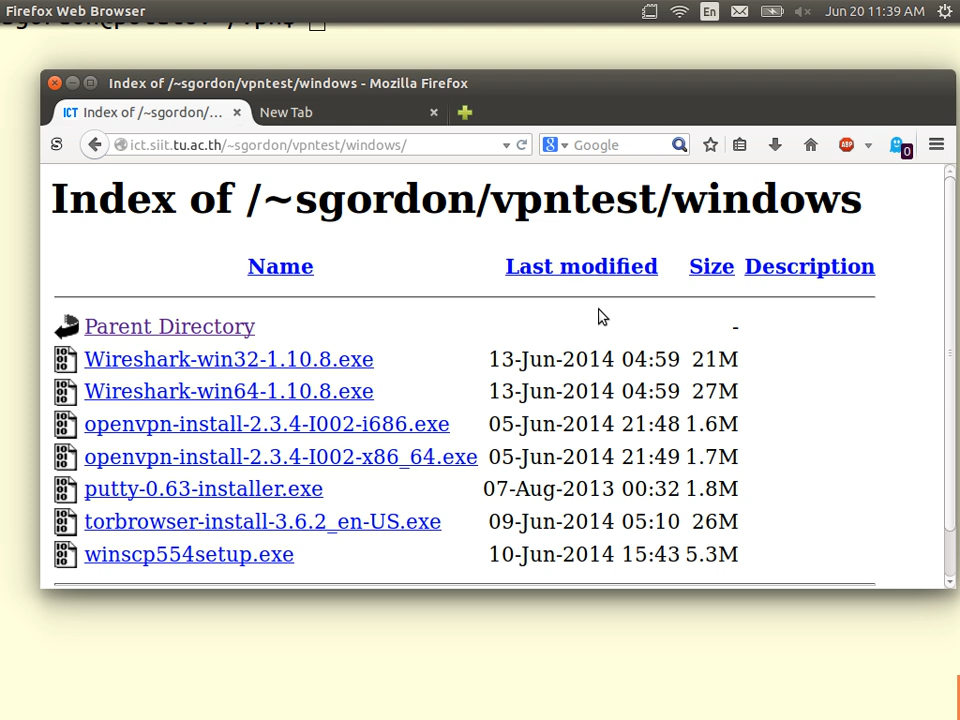 Firefox Web Browser
En
Jun 20 11:39 AM
Index of /~sgordon/vpntest/windows - Mozilla Firefox
ICT Index of /~sgordon/... × New Tab ×
S ict.siit.tu.ac.th/~sgordon/vpntest/windows/ 8 Google ABP 0
Index of /~sgordon/vpntest/windows
Name Last modified Size Description
Parent Directory -
Wireshark-win32-1.10.8.exe 13-Jun-2014 04:59 21M
Wireshark-win64-1.10.8.exe 13-Jun-2014 04:59 27M
openvpn-install-2.3.4-I002-i686.exe 05-Jun-2014 21:48 1.6M
openvpn-install-2.3.4-I002-x86_64.exe 05-Jun-2014 21:49 1.7M
putty-0.63-installer.exe 07-Aug-2013 00:32 1.8M
torbrowser-install-3.6.2_en-US.exe 09-Jun-2014 05:10 26M
winscp554setup.exe 10-Jun-2014 15:43 5.3M